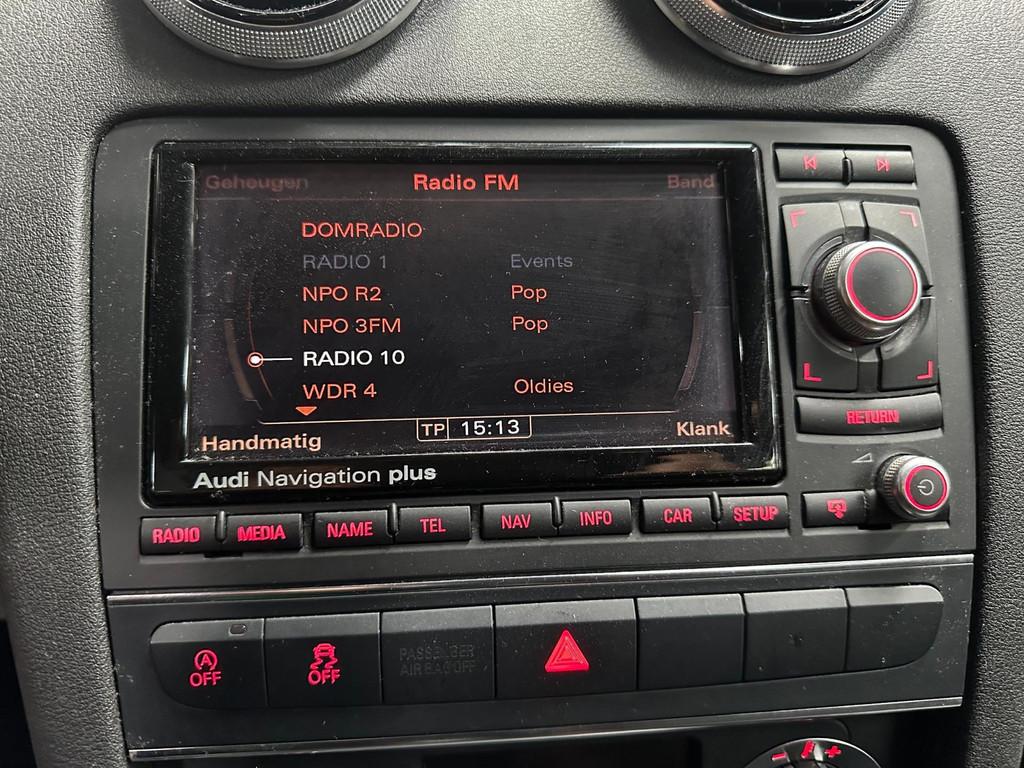 Geheugen Radio FM Band
DOMRADIO
RADIO 1 Events
NPO R2 Pop
NPO 3FM Pop
RADIO 10
WDR 4 Oldies
TP 15:13
Handmatig Klank
Audi Navigation plus
RETURN
RADIO MEDIA NAME TEL NAV INFO CAR SETUP
A OFF OFF PASSENGER
AIR BAG OFF